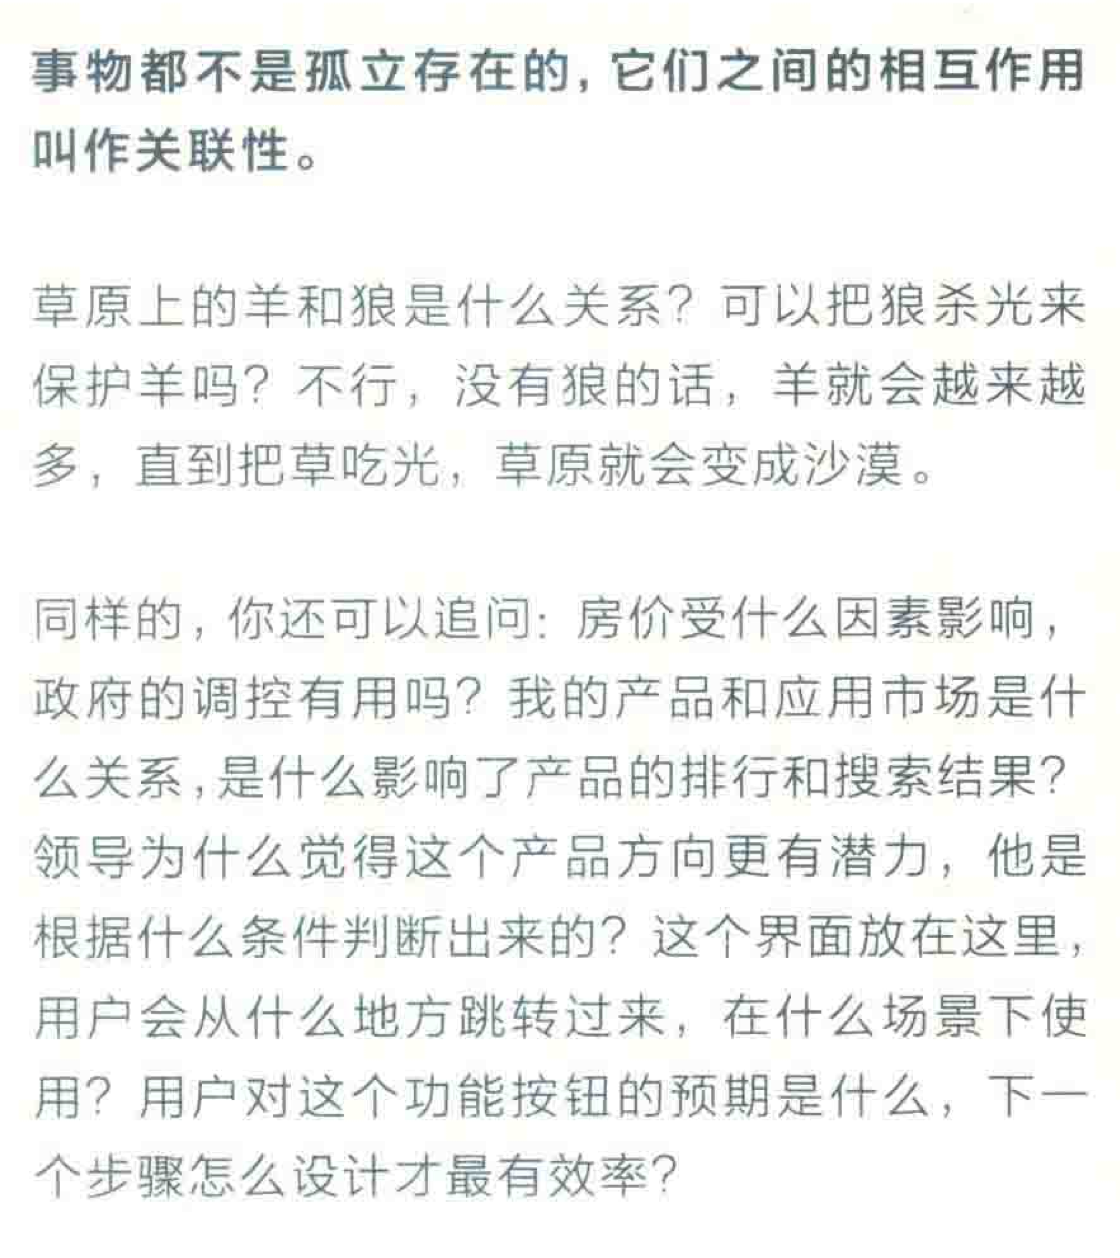 事物都不是孤立存在的，它们之间的相互作用
叫作关联性。
草原上的羊和狼是什么关系？可以把狼杀光来
保护羊吗？不行，没有狼的话，羊就会越来越
多，直到把草吃光，草原就会变成沙漠。
同样的，你还可以追问：房价受什么因素影响，
政府的调控有用吗？我的产品和应用市场是什
么关系，是什么影响了产品的排行和搜索结果？
领导为什么觉得这个产品方向更有潜力，他是
根据什么条件判断出来的？这个界面放在这里，
用户会从什么地方跳转过来，在什么场景下使
用？用户对这个功能按钮的预期是什么，下一
个步骤怎么设计才最有效率？